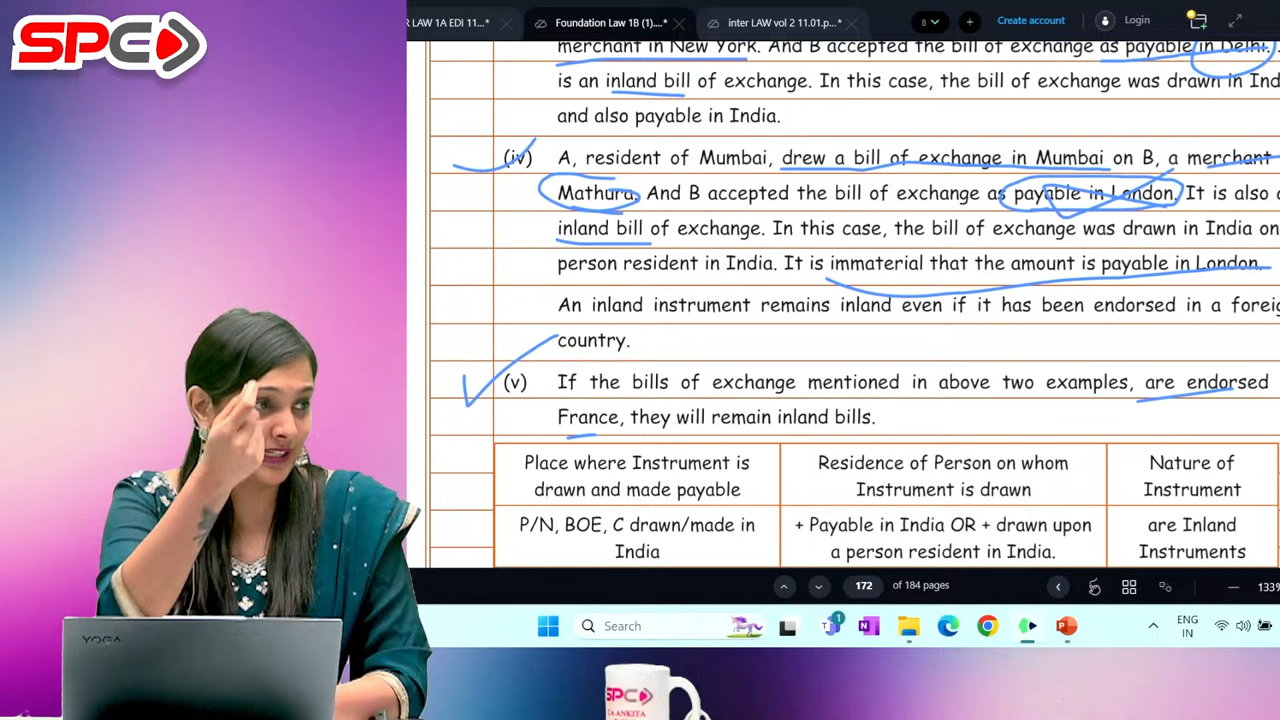 SPC
R LAW 1A EDI 11...*
Foundation Law 1B (1)....*
inter LAW vol 2 11.01).p...*
8
Create account
Login
merchant in New York. And B accepted the bill of exchange as payable in Delhi.
is an inland bill of exchange. In this case, the bill of exchange was drawn in Ind
and also payable in India.
(iv) A, resident of Mumbai, drew a bill of exchange in Mumbai on B, a merchant
Mathura. And B accepted the bill of exchange as payable in London. It is also a
inland bill of exchange. In this case, the bill of exchange was drawn in India on
person resident in India. It is immaterial that the amount is payable in London.
An inland instrument remains inland even if it has been endorsed in a foreig
country.
(v) If the bills of exchange mentioned in above two examples, are endorsed
France, they will remain inland bills.
Place where Instrument is
drawn and made payable
Residence of Person on whom
Instrument is drawn
Nature of
Instrument
P/N, BOE, C drawn/made in
India
+ Payable in India OR + drawn upon
a person resident in India.
are Inland
Instruments
172
of 184 pages
133%
Search
ENG
IN
YOGA
SPC
ANKITA